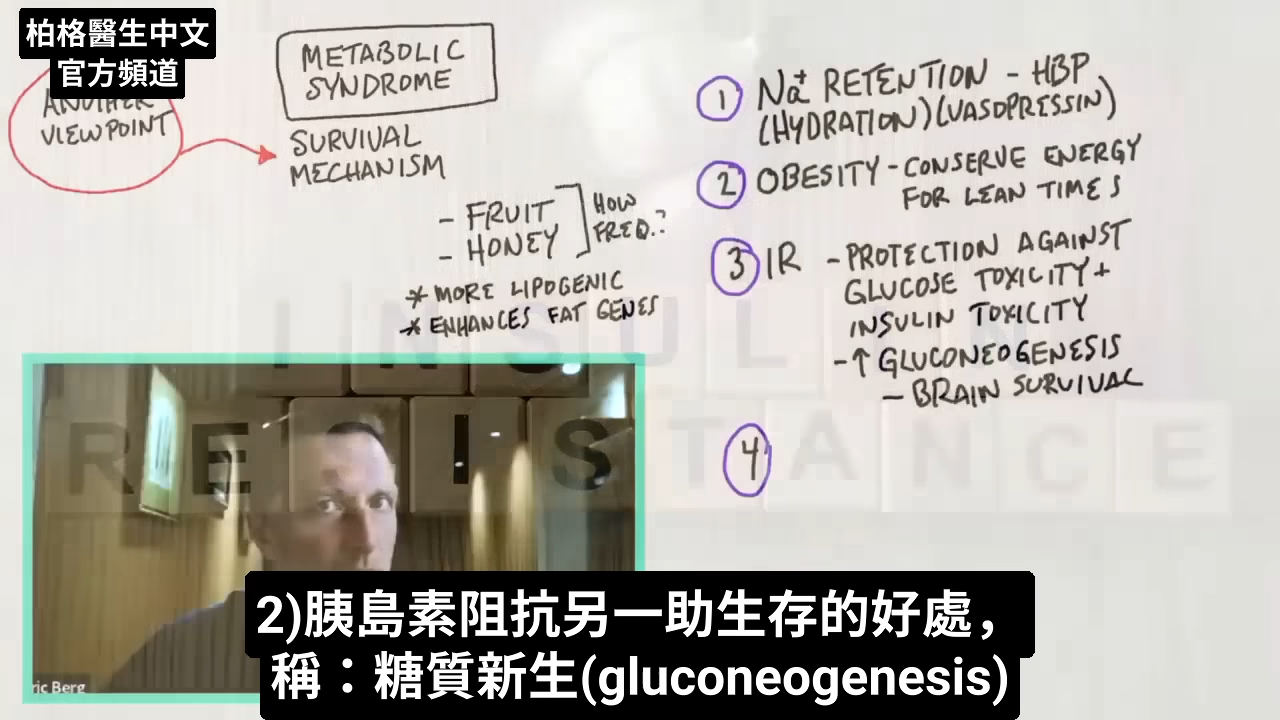 柏格醫生中文
官方頻道
ANOTHER
VIEWPOINT
METABOLIC
SYNDROME
SURVIVAL
MECHANISM
- FRUIT
- HONEY
HOW
FREQ.?
* MORE LIPOGENIC
* ENHANCES FAT GENES
1 Na+ RETENTION - HBP
(HYDRATION)(VASOPRESSIN)
2 OBESITY - CONSERVE ENERGY
FOR LEAN TIMES
3 IR - PROTECTION AGAINST
GLUCOSE TOXICITY +
INSULIN TOXICITY
- ↑ GLUCONEOGENESIS
- BRAIN SURVIVAL
4
INSULIN
RESISTANCE
ric Berg
2)胰島素阻抗另一助生存的好處，
稱：糖質新生(gluconeogenesis)